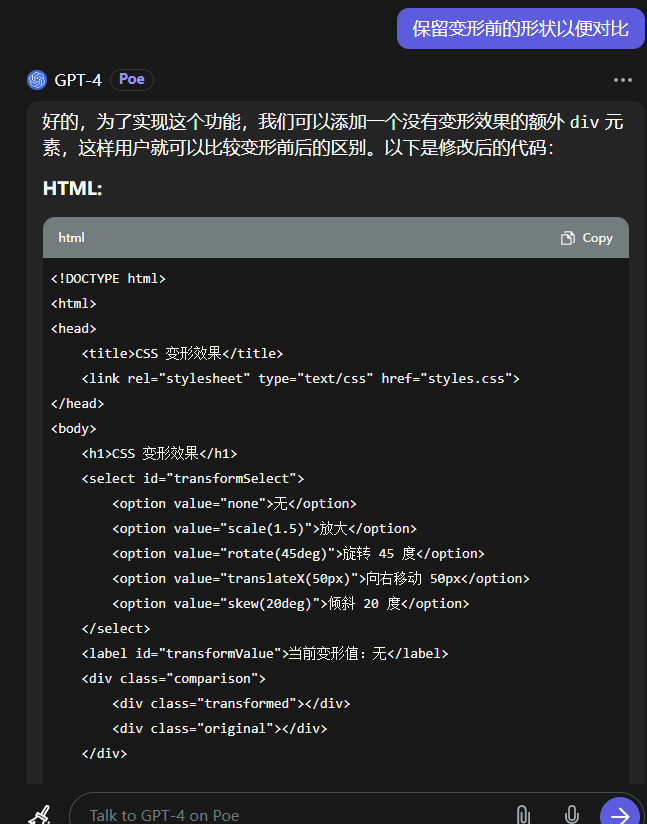 保留变形前的形状以便对比
GPT-4 Poe
好的，为了实现这个功能，我们可以添加一个没有变形效果的额外 div 元
素，这样用户就可以比较变形前后的区别。以下是修改后的代码：
HTML:
html Copy
<!DOCTYPE html>
<html>
<head>
    <title>CSS 变形效果</title>
    <link rel="stylesheet" type="text/css" href="styles.css">
</head>
<body>
    <h1>CSS 变形效果</h1>
    <select id="transformSelect">
        <option value="none">无</option>
        <option value="scale(1.5)">放大</option>
        <option value="rotate(45deg)">旋转 45 度</option>
        <option value="translateX(50px)">向右移动 50px</option>
        <option value="skew(20deg)">倾斜 20 度</option>
    </select>
    <label id="transformValue">当前变形值：无</label>
    <div class="comparison">
        <div class="transformed"></div>
        <div class="original"></div>
    </div>
Talk to GPT-4 on Poe